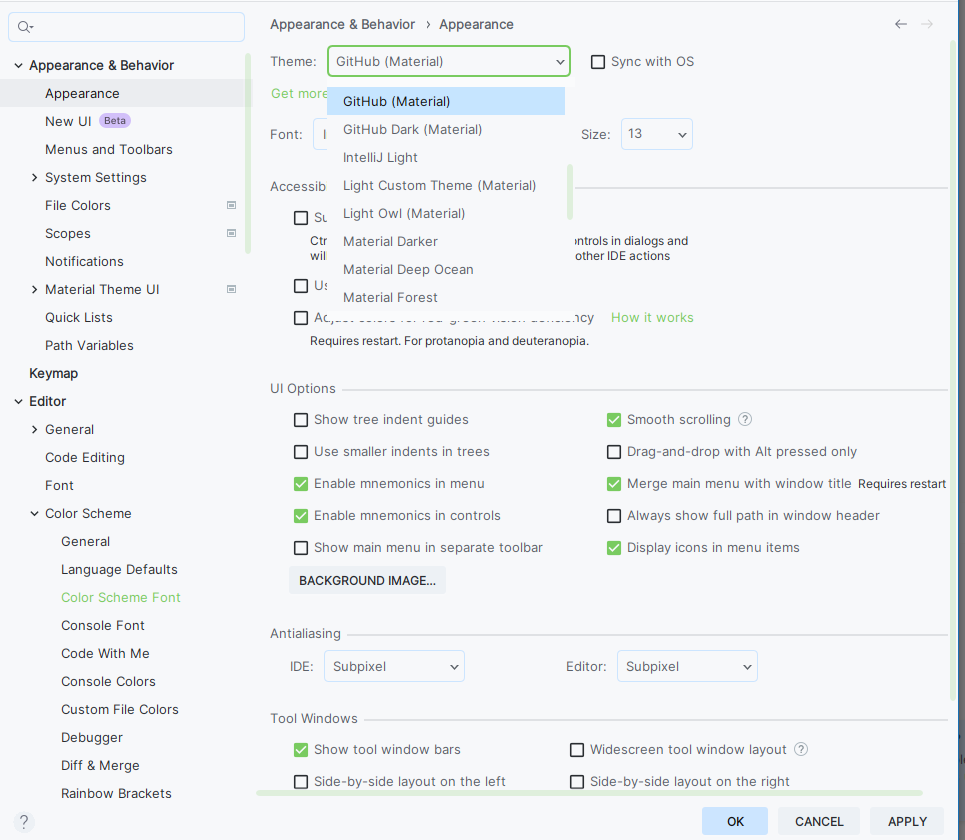 Appearance & Behavior › Appearance
Appearance & Behavior
Appearance
New UI Beta
Menus and Toolbars
System Settings
File Colors
Scopes
Notifications
Material Theme UI
Quick Lists
Path Variables
Keymap
Editor
General
Code Editing
Font
Color Scheme
General
Language Defaults
Color Scheme Font
Console Font
Code With Me
Console Colors
Custom File Colors
Debugger
Diff & Merge
Rainbow Brackets
?
Theme: GitHub (Material) Sync with OS
Get more
GitHub (Material)
GitHub Dark (Material)
IntelliJ Light
Light Custom Theme (Material)
Light Owl (Material)
Material Darker
Material Deep Ocean
Material Forest
Font: Size: 13
Accessib
Su
Ctr ntrols in dialogs and
will other IDE actions
Us
How it works
Requires restart. For protanopia and deuteranopia.
UI Options
Show tree indent guides Smooth scrolling ?
Use smaller indents in trees Drag-and-drop with Alt pressed only
Enable mnemonics in menu Merge main menu with window title Requires restart
Enable mnemonics in controls Always show full path in window header
Show main menu in separate toolbar Display icons in menu items
BACKGROUND IMAGE...
Antialiasing
IDE: Subpixel Editor: Subpixel
Tool Windows
Show tool window bars Widescreen tool window layout ?
Side-by-side layout on the left Side-by-side layout on the right
OK CANCEL APPLY